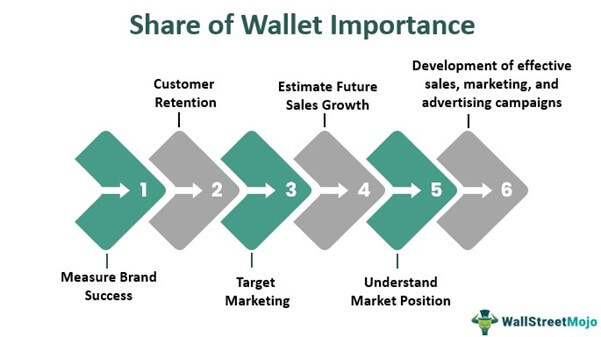 Share of Wallet Importance
Customer
Retention
Estimate Future
Sales Growth
Development of effective
sales, marketing, and
advertising campaigns
1
2
3
4
5
6
Measure Brand
Success
Target
Marketing
Understand
Market Position
WallStreetMojo